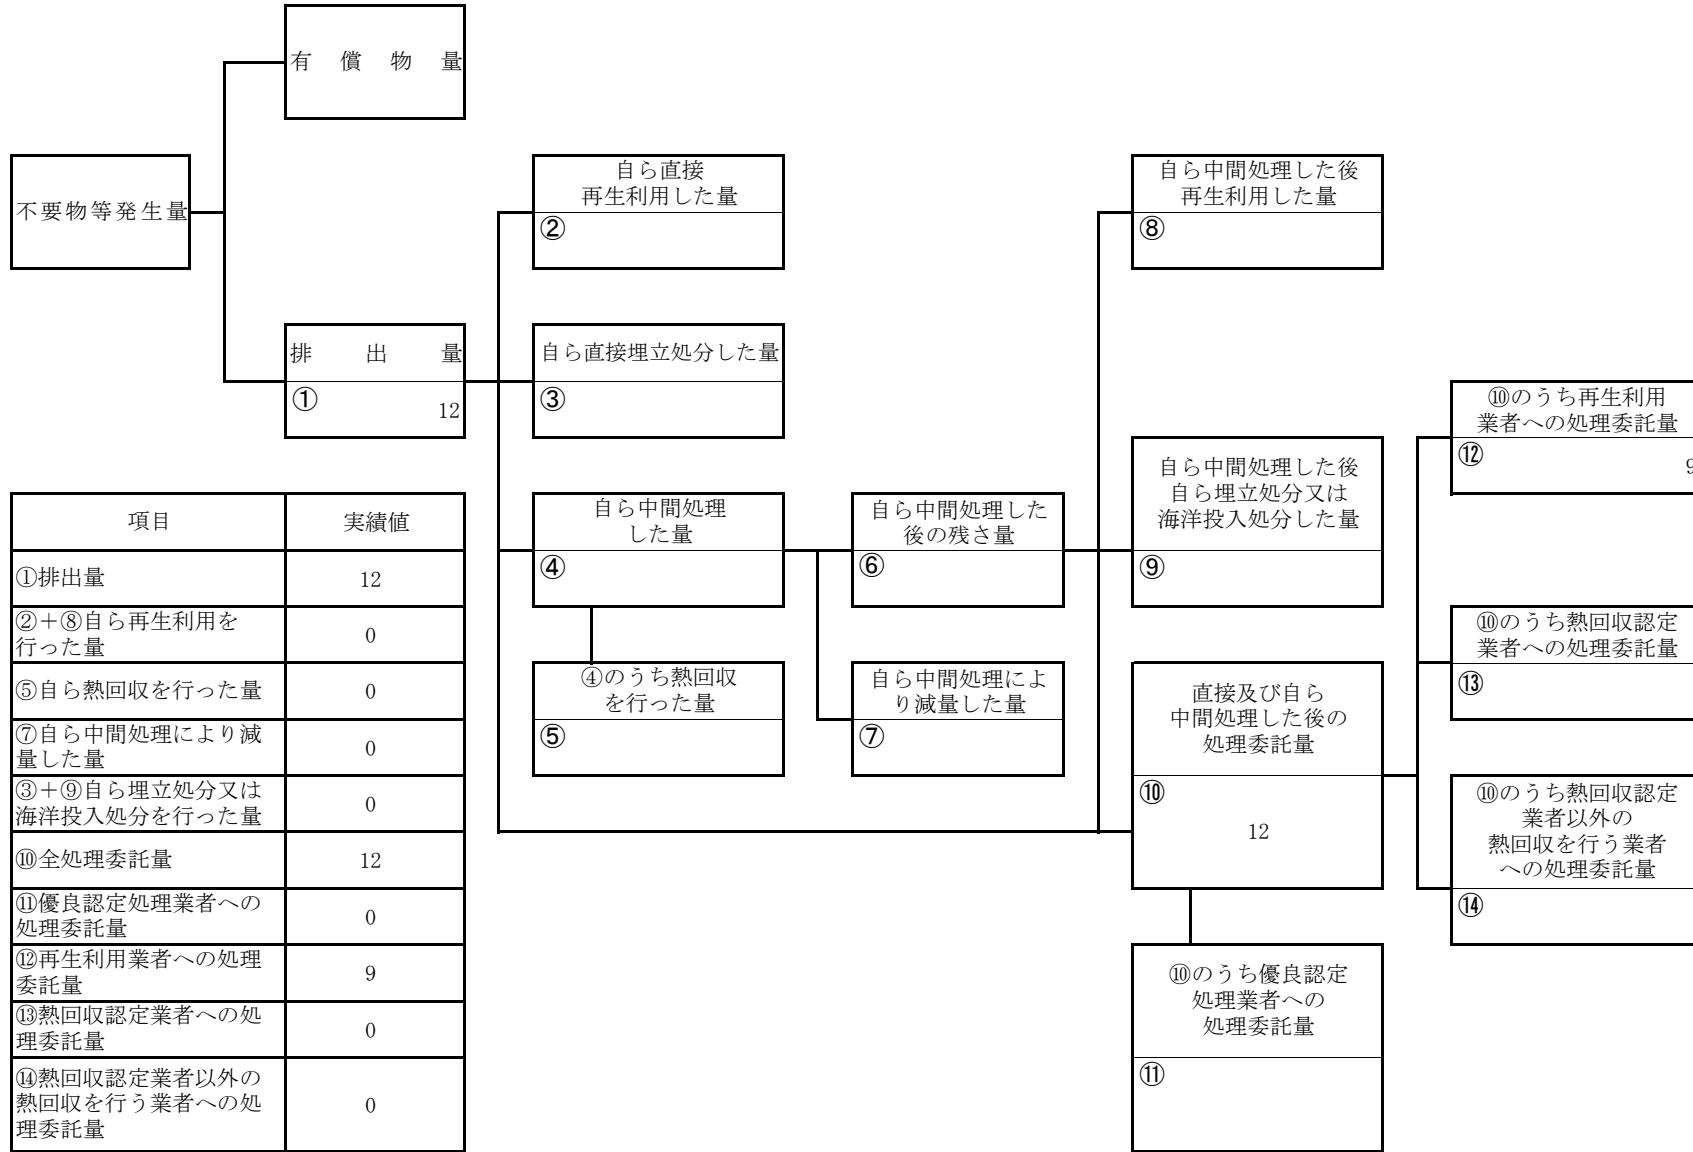 有償物量
不要物等発生量
自ら直接
再生利用した量
②
自ら中間処理した後
再生利用した量
⑧
排出量
①
12
自ら直接埋立処分した量
③
⑩のうち再生利用
業者への処理委託量
⑫
9
自ら中間処理
した量
④
自ら中間処理した
後の残さ量
⑥
自ら中間処理した後
自ら埋立処分又は
海洋投入処分した量
⑨
④のうち熱回収
を行った量
⑤
自ら中間処理によ
り減量した量
⑦
直接及び自ら
中間処理した後の
処理委託量
⑩
12
⑩のうち熱回収認定
業者への処理委託量
⑬
⑩のうち熱回収認定
業者以外の
熱回収を行う業者
への処理委託量
⑭
⑩のうち優良認定
処理業者への
処理委託量
⑪
項目 実績値
①排出量 12
②＋⑧自ら再生利用を
行った量 0
⑤自ら熱回収を行った量 0
⑦自ら中間処理により減
量した量 0
③＋⑨自ら埋立処分又は
海洋投入処分を行った量 0
⑩全処理委託量 12
⑪優良認定処理業者への
処理委託量 0
⑫再生利用業者への処理
委託量 9
⑬熱回収認定業者への処
理委託量 0
⑭熱回収認定業者以外の
熱回収を行う業者への処 0
理委託量